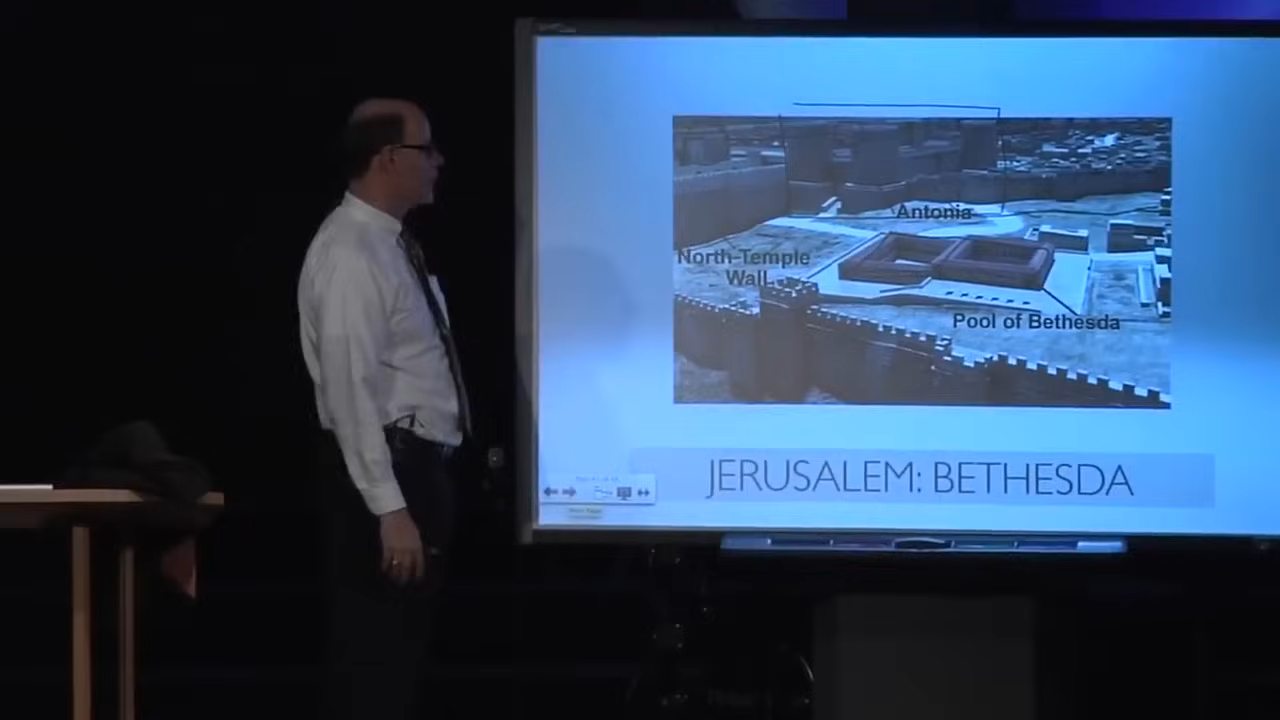 Antonia
North-Temple
Wall
Pool of Bethesda
JERUSALEM: BETHESDA